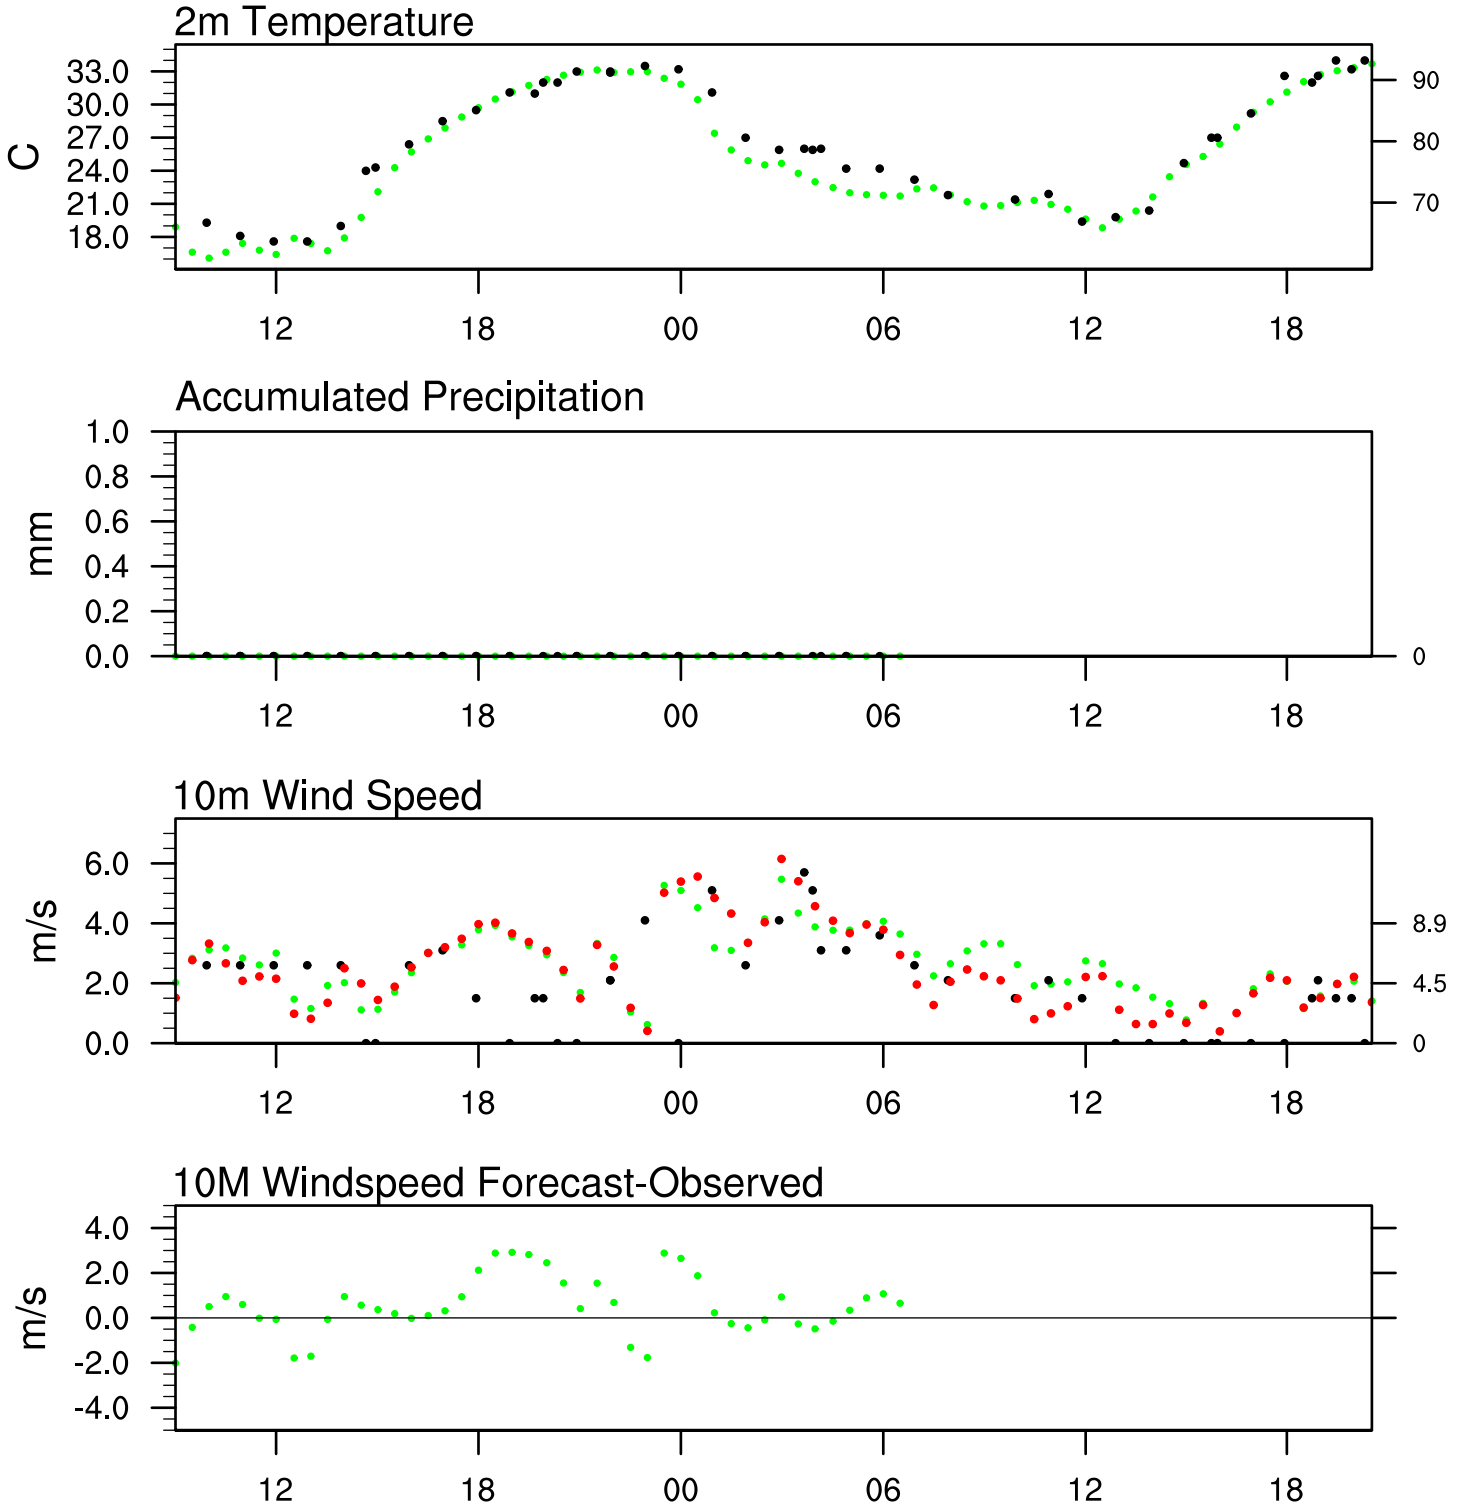 2m Temperature
C
33.0
30.0
27.0
24.0
21.0
18.0
90
80
70
12 18 00 06 12 18
Accumulated Precipitation
mm
1.0
0.8
0.6
0.4
0.2
0.0
0
12 18 00 06 12 18
10m Wind Speed
m/s
6.0
4.0
2.0
0.0
8.9
4.5
0
12 18 00 06 12 18
10M Windspeed Forecast-Observed
m/s
4.0
2.0
0.0
-2.0
-4.0
12 18 00 06 12 18